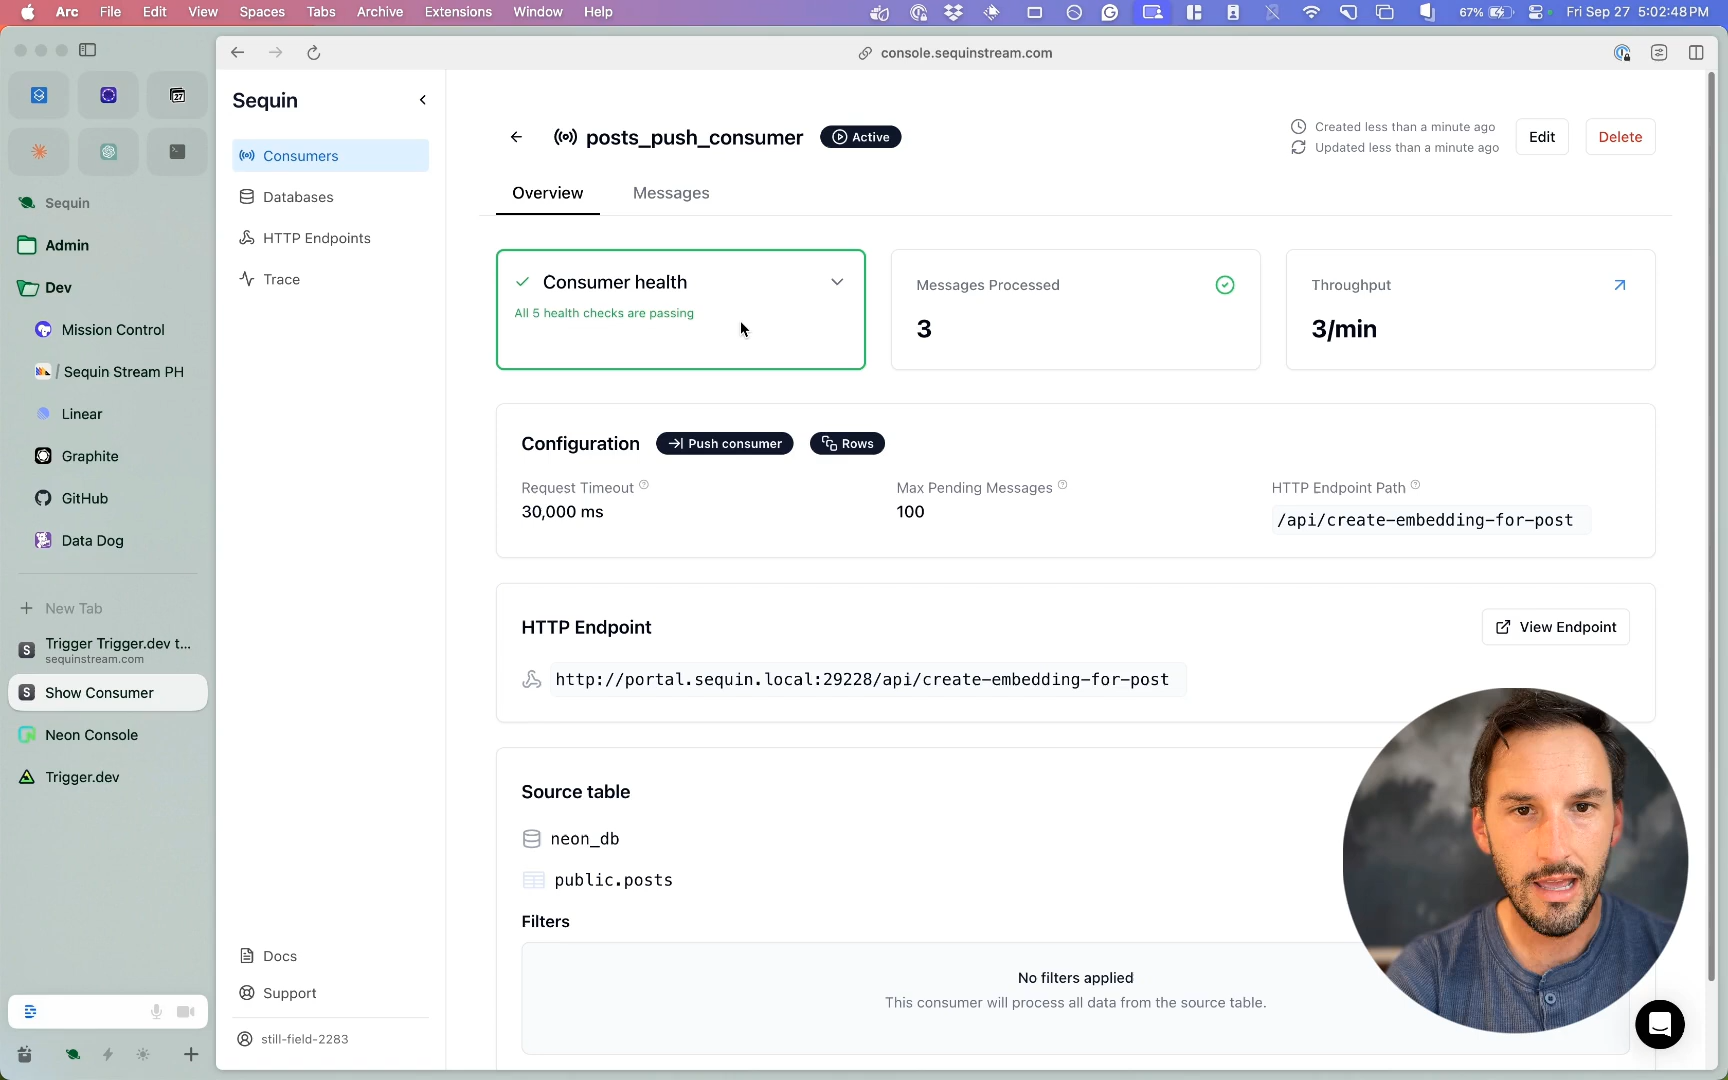 Arc File Edit View Spaces Tabs Archive Extensions Window Help 67% Fri Sep 27 5:02:48 PM
console.sequinstream.com
27
Sequin
Admin
Dev
Mission Control
/ Sequin Stream PH
Linear
Graphite
GitHub
Data Dog
New Tab
S Trigger Trigger.dev t...
sequinstream.com
S Show Consumer
Neon Console
Trigger.dev
Sequin
Consumers
Databases
HTTP Endpoints
Trace
Docs
Support
still-field-2283
posts_push_consumer Active
Created less than a minute ago
Updated less than a minute ago
Edit
Delete
Overview Messages
Consumer health
All 5 health checks are passing
Messages Processed
3
Throughput
3/min
Configuration Push consumer Rows
Request Timeout
30,000 ms
Max Pending Messages
100
HTTP Endpoint Path
/api/create-embedding-for-post
HTTP Endpoint View Endpoint
http://portal.sequin.local:29228/api/create-embedding-for-post
Source table
neon_db
public.posts
Filters
No filters applied
This consumer will process all data from the source table.